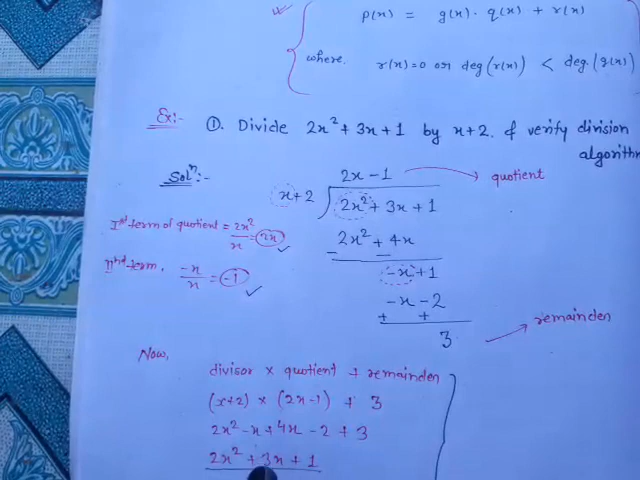 p(x) = g(x) · q(x) + r(x)
where. r(x)=0 or deg(r(x)) < deg(g(x))
Ex:- ①. Divide 2x² + 3x + 1 by x+2. & verify division
algorithm
Solⁿ:-
2x - 1 → quotient
x+2 ) 2x² + 3x + 1
Ist term of quotient = 2x²/x = 2x ✓
2x² + 4x
- -
IInd term. -x/x = -1 ✓
-x + 1
-x - 2
+ +
3 → remainder
Now,
divisor x quotient + remainder
(x+2) x (2x-1) + 3
2x² - x + 4x - 2 + 3
2x² + 3x + 1